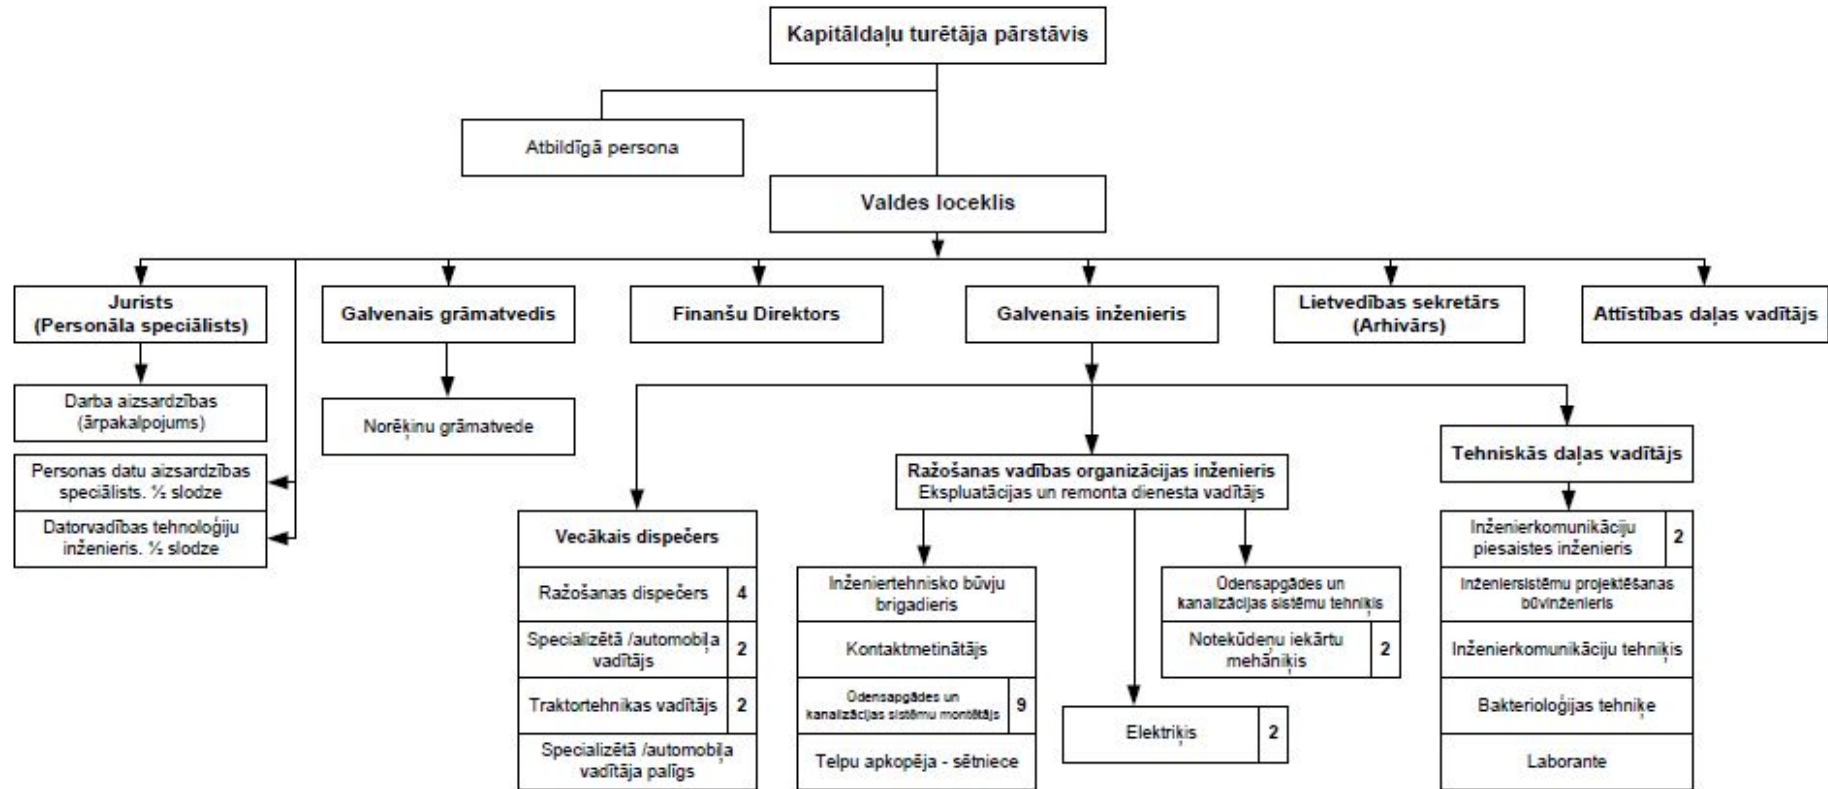 Kapitāldaļu turētāja pārstāvis
Atbildīgā persona
Valdes loceklis
Jurists
(Personāla speciālists)
Galvenais grāmatvedis
Finanšu Direktors
Galvenais inženieris
Lietvedības sekretārs
(Arhivārs)
Attīstības daļas vadītājs
Darba aizsardzības
(ārpakalpojums)
Personas datu aizsardzības
speciālists. ½ slodze
Datorvadības tehnoloģiju
inženieris. ½ slodze
Norēķinu grāmatvede
Vecākais dispečers
Ražošanas dispečers 4
Specializētā /automobiļa
vadītājs 2
Traktortehnikas vadītājs 2
Specializētā /automobiļa
vadītāja palīgs
Ražošanas vadības organizācijas inženieris
Ekspluatācijas un remonta dienesta vadītājs
Inženiertehnisko būvju
brigadieris
Kontaktmetinātājs
Ūdensapgādes un
kanalizācijas sistēmu montētājs 9
Telpu apkopēja - sētniece
Elektriķis 2
Ūdensapgādes un
kanalizācijas sistēmu tehniķis
Notekūdeņu iekārtu
mehāniķis 2
Tehniskās daļas vadītājs
Inženierkomunikāciju
piesaistes inženieris 2
Inženiersistēmu projektēšanas
būvinženieris
Inženierkomunikāciju tehniķis
Bakterioloģijas tehniķe
Laborante